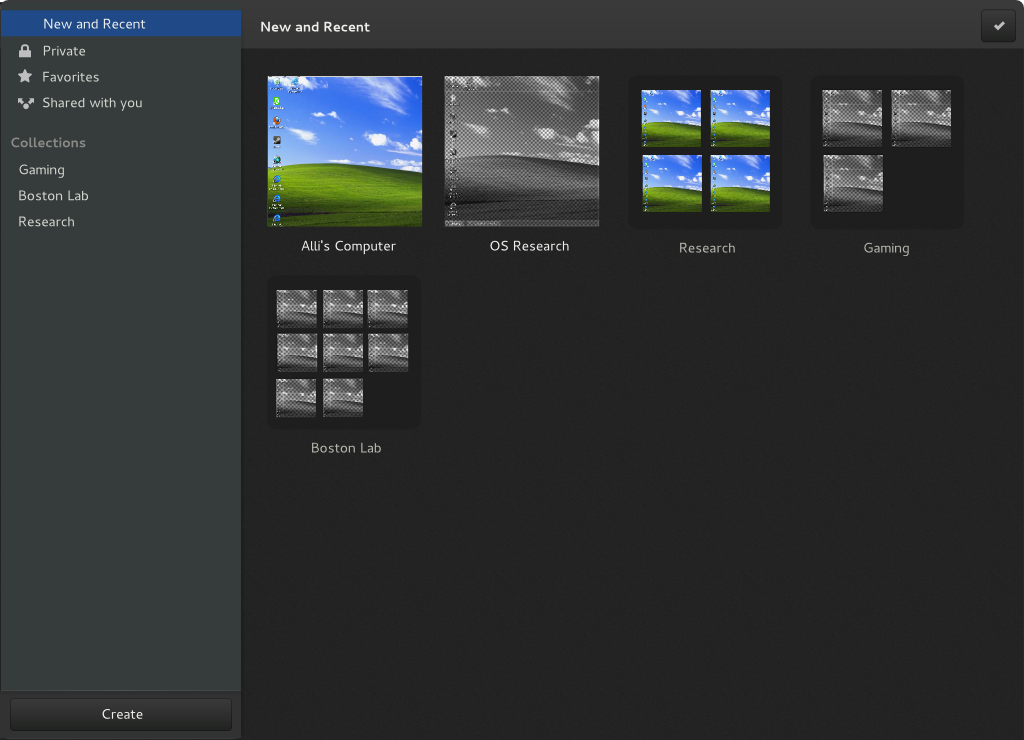 New and Recent
Private
Favorites
Shared with you
Collections
Gaming
Boston Lab
Research
Create
New and Recent
Alli's Computer
OS Research
Research
Gaming
Boston Lab